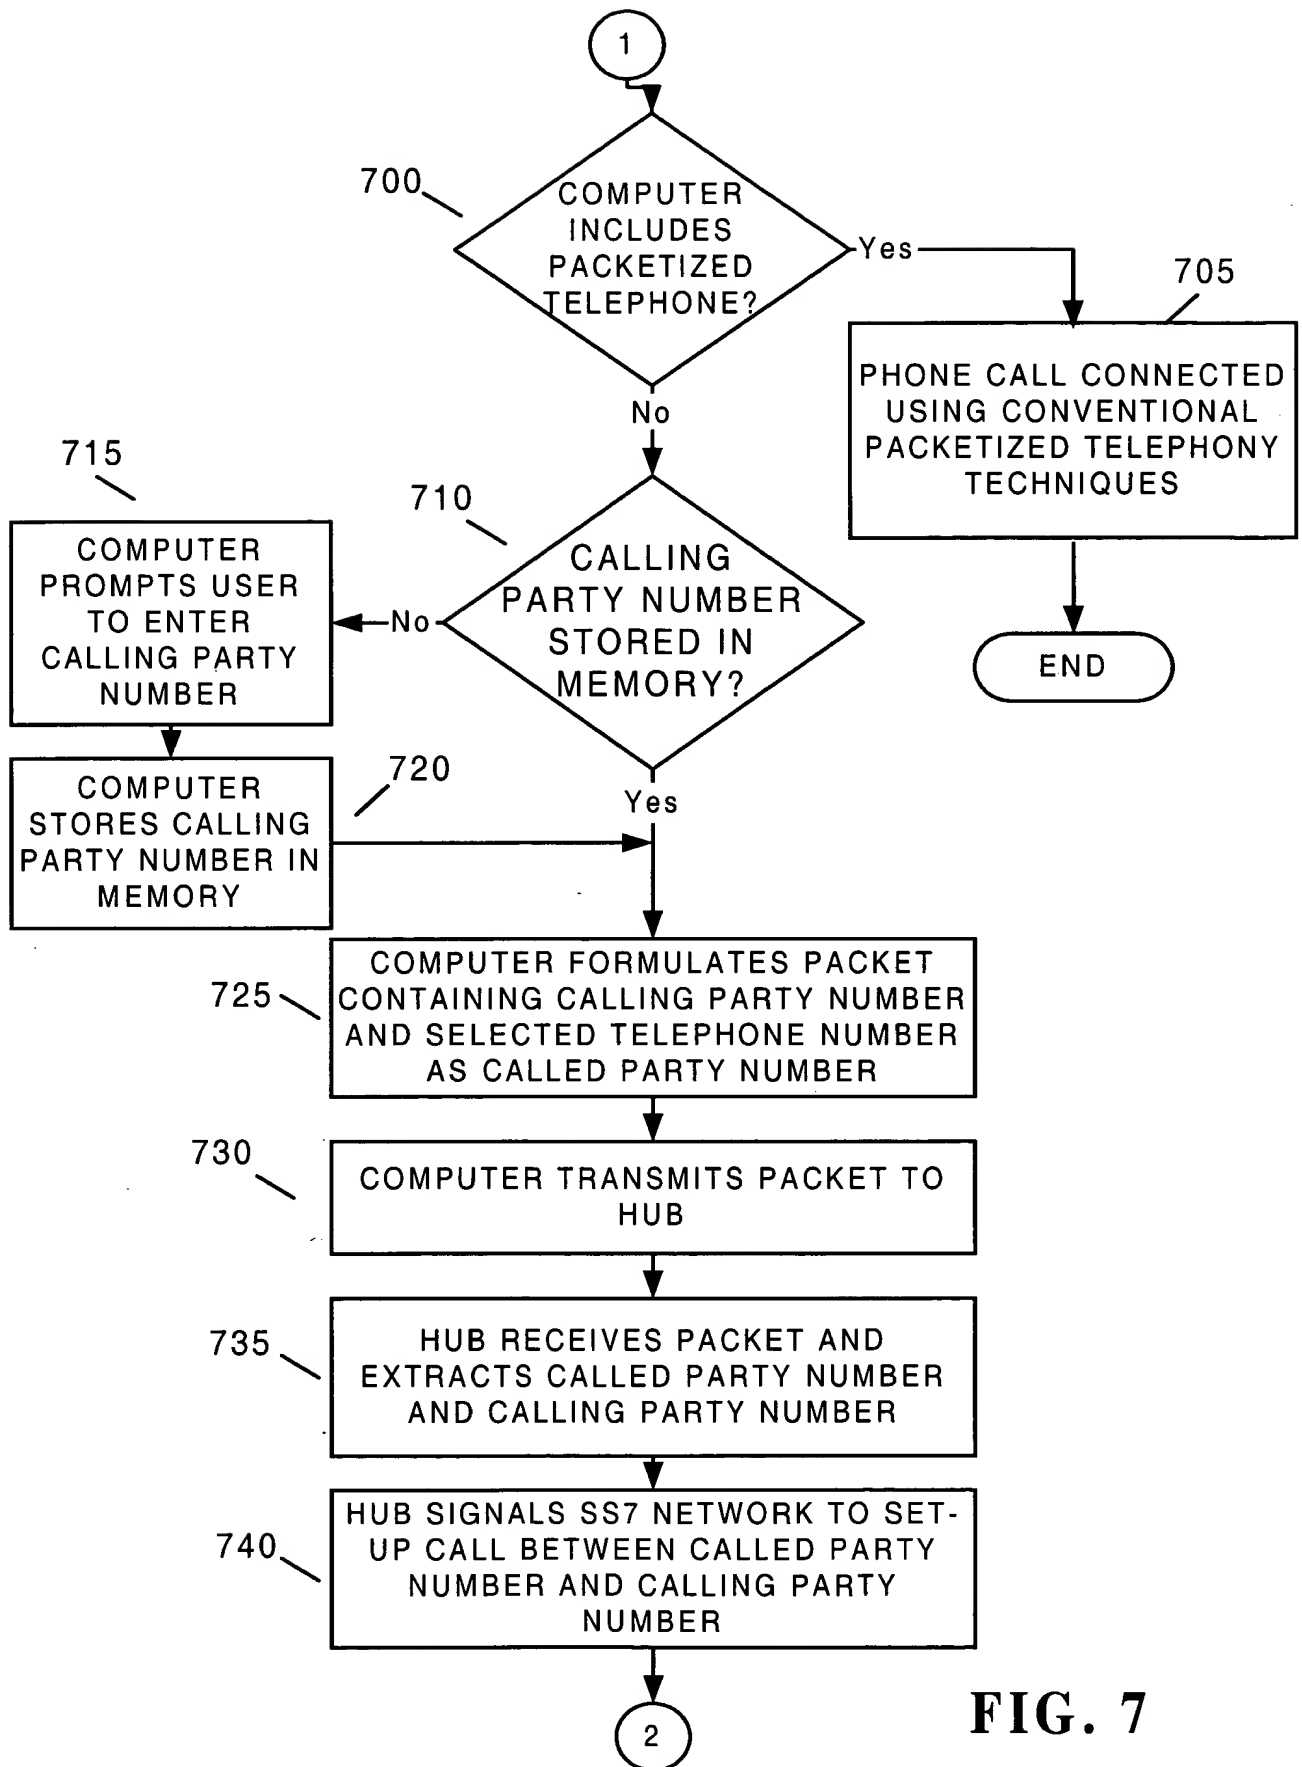 1
700
COMPUTER
INCLUDES
PACKETIZED
TELEPHONE?
Yes
705
PHONE CALL CONNECTED
USING CONVENTIONAL
PACKETIZED TELEPHONY
TECHNIQUES
END
No
710
CALLING
PARTY NUMBER
STORED IN
MEMORY?
No
715
COMPUTER
PROMPTS USER
TO ENTER
CALLING PARTY
NUMBER
720
COMPUTER
STORES CALLING
PARTY NUMBER IN
MEMORY
Yes
725
COMPUTER FORMULATES PACKET
CONTAINING CALLING PARTY NUMBER
AND SELECTED TELEPHONE NUMBER
AS CALLED PARTY NUMBER
730
COMPUTER TRANSMITS PACKET TO
HUB
735
HUB RECEIVES PACKET AND
EXTRACTS CALLED PARTY NUMBER
AND CALLING PARTY NUMBER
740
HUB SIGNALS SS7 NETWORK TO SET-
UP CALL BETWEEN CALLED PARTY
NUMBER AND CALLING PARTY
NUMBER
2
FIG. 7